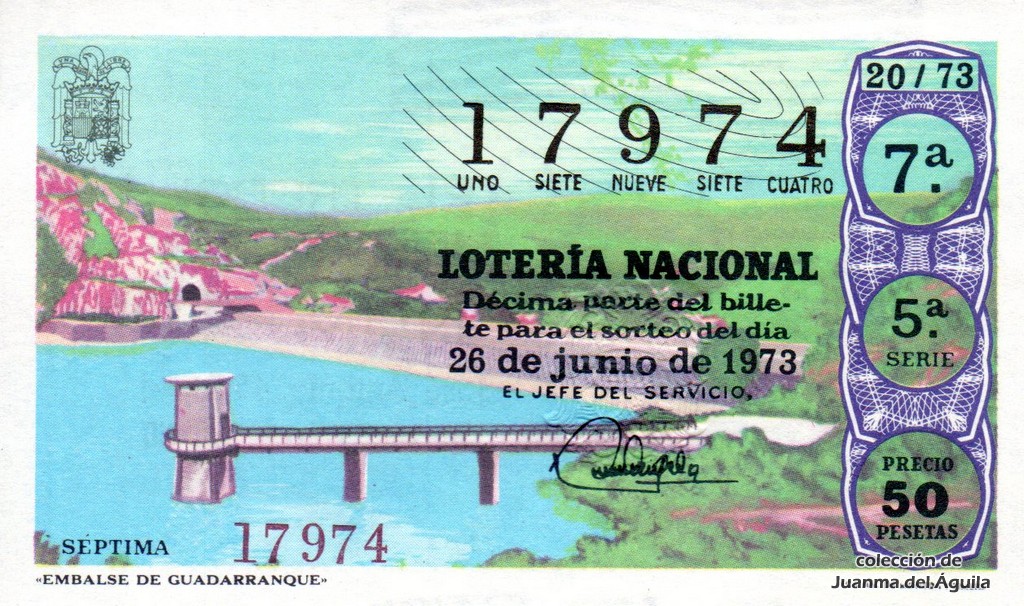 20/73
17974
UNO SIETE NUEVE SIETE CUATRO
7ª.
LOTERÍA NACIONAL
Décima parte del bille-
te para el sorteo del día
26 de junio de 1973
EL JEFE DEL SERVICIO,
5ª.
SERIE
PRECIO
50
PESETAS
SÉPTIMA 17974
«EMBALSE DE GUADARRANQUE»
colección de
Juanma del Águila